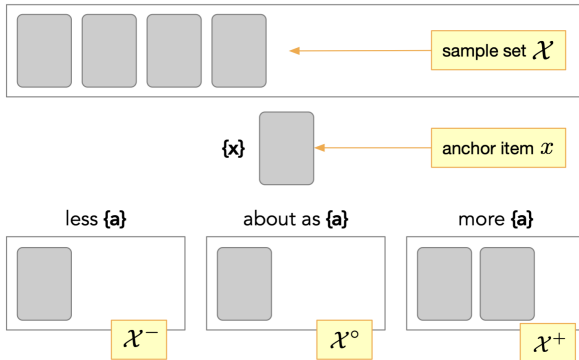 sample set 𝒳
{x}
anchor item x
less {a}
about as {a}
more {a}
𝒳⁻
𝒳°
𝒳⁺